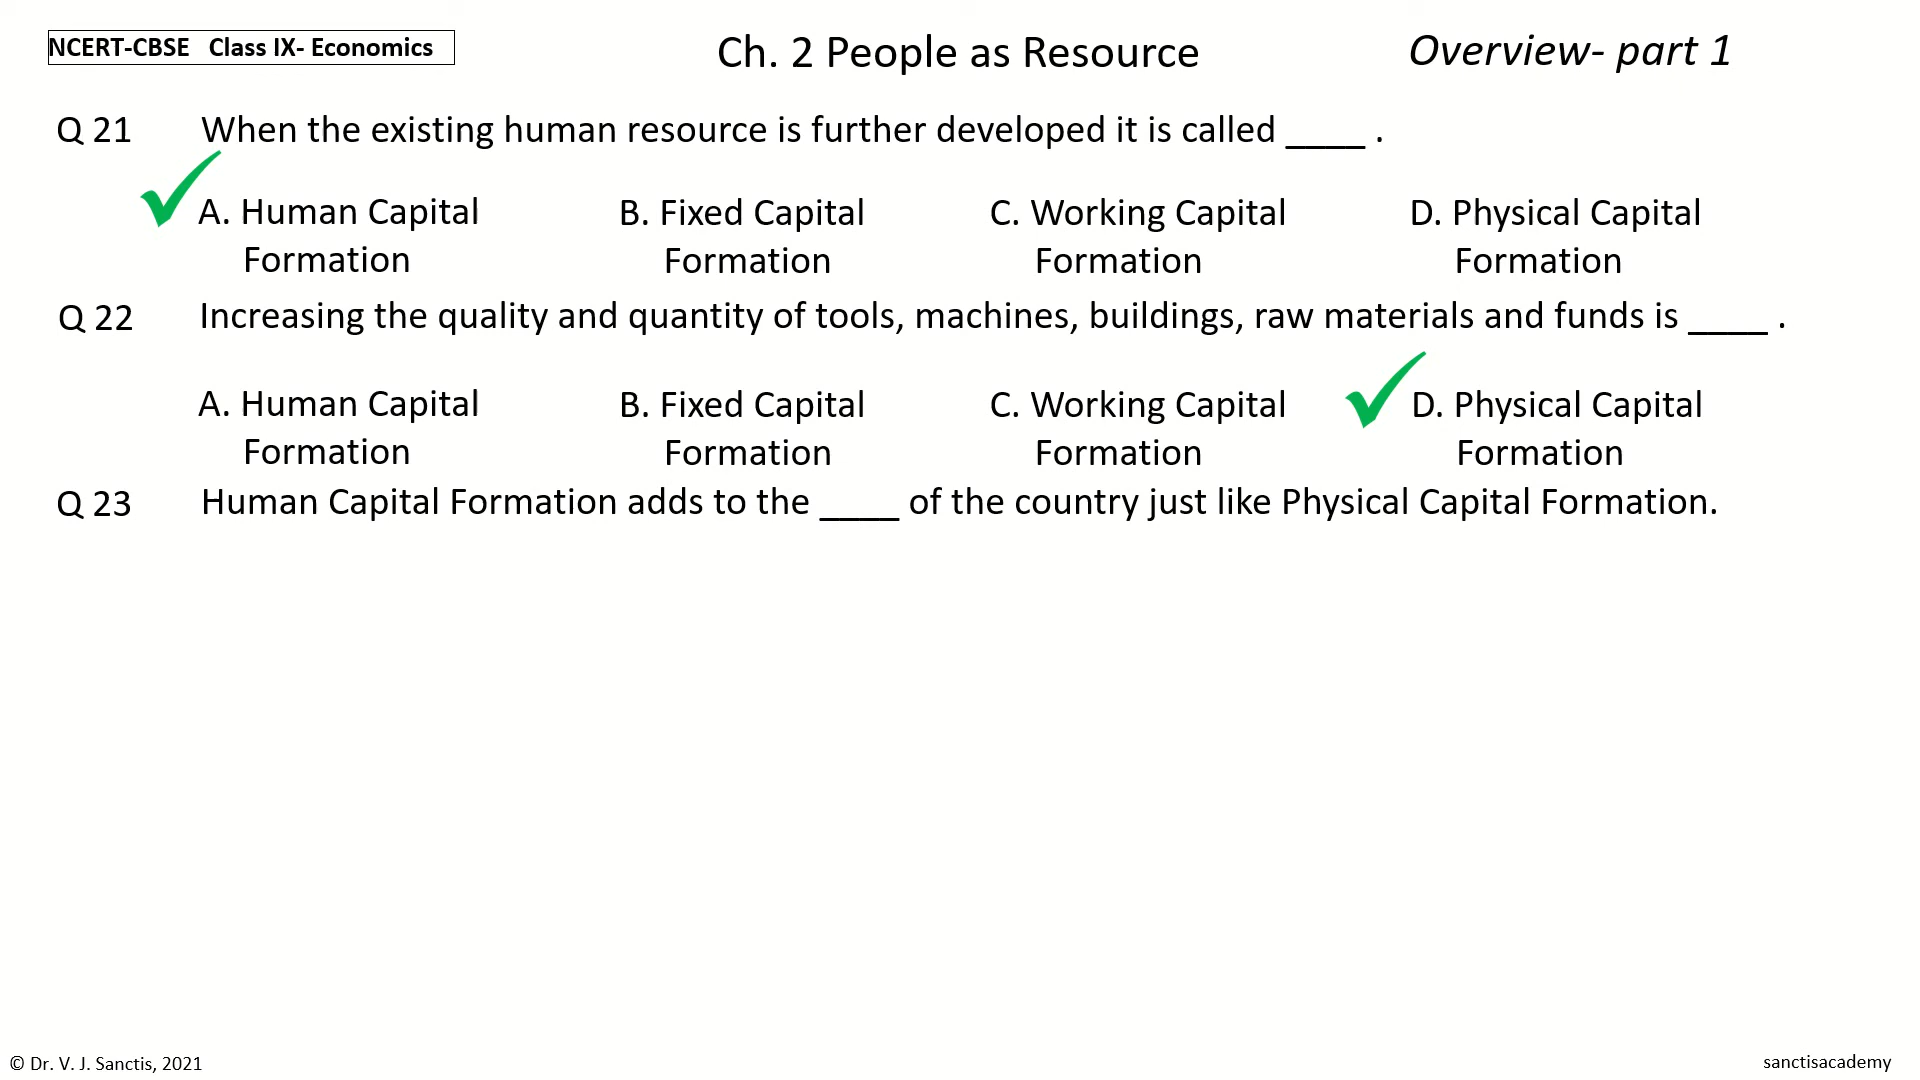 NCERT-CBSE Class IX- Economics
Ch. 2 People as Resource
Overview- part 1
Q 21 When the existing human resource is further developed it is called ____ .
A. Human Capital Formation
B. Fixed Capital Formation
C. Working Capital Formation
D. Physical Capital Formation
Q 22 Increasing the quality and quantity of tools, machines, buildings, raw materials and funds is ____ .
A. Human Capital Formation
B. Fixed Capital Formation
C. Working Capital Formation
D. Physical Capital Formation
Q 23 Human Capital Formation adds to the ____ of the country just like Physical Capital Formation.
© Dr. V. J. Sanctis, 2021
sanctisacademy